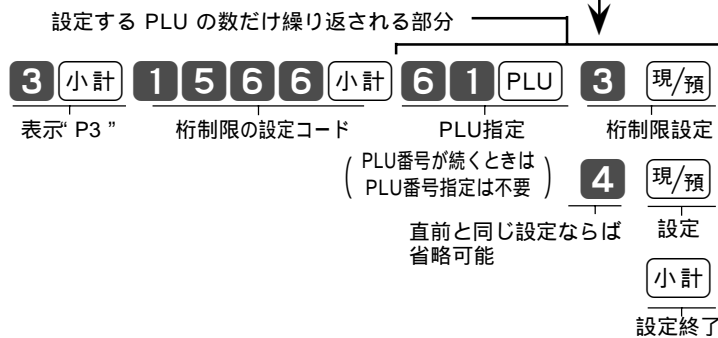 設定する PLU の数だけ繰り返される部分
3 小計 1 5 6 6 小計 6 1 PLU 3 現/預
表示“ P3 ” 桁制限の設定コード PLU指定 桁制限設定
( PLU番号が続くときは
PLU番号指定は不要 ) 4 現/預
直前と同じ設定ならば 設定
省略可能
小計
設定終了